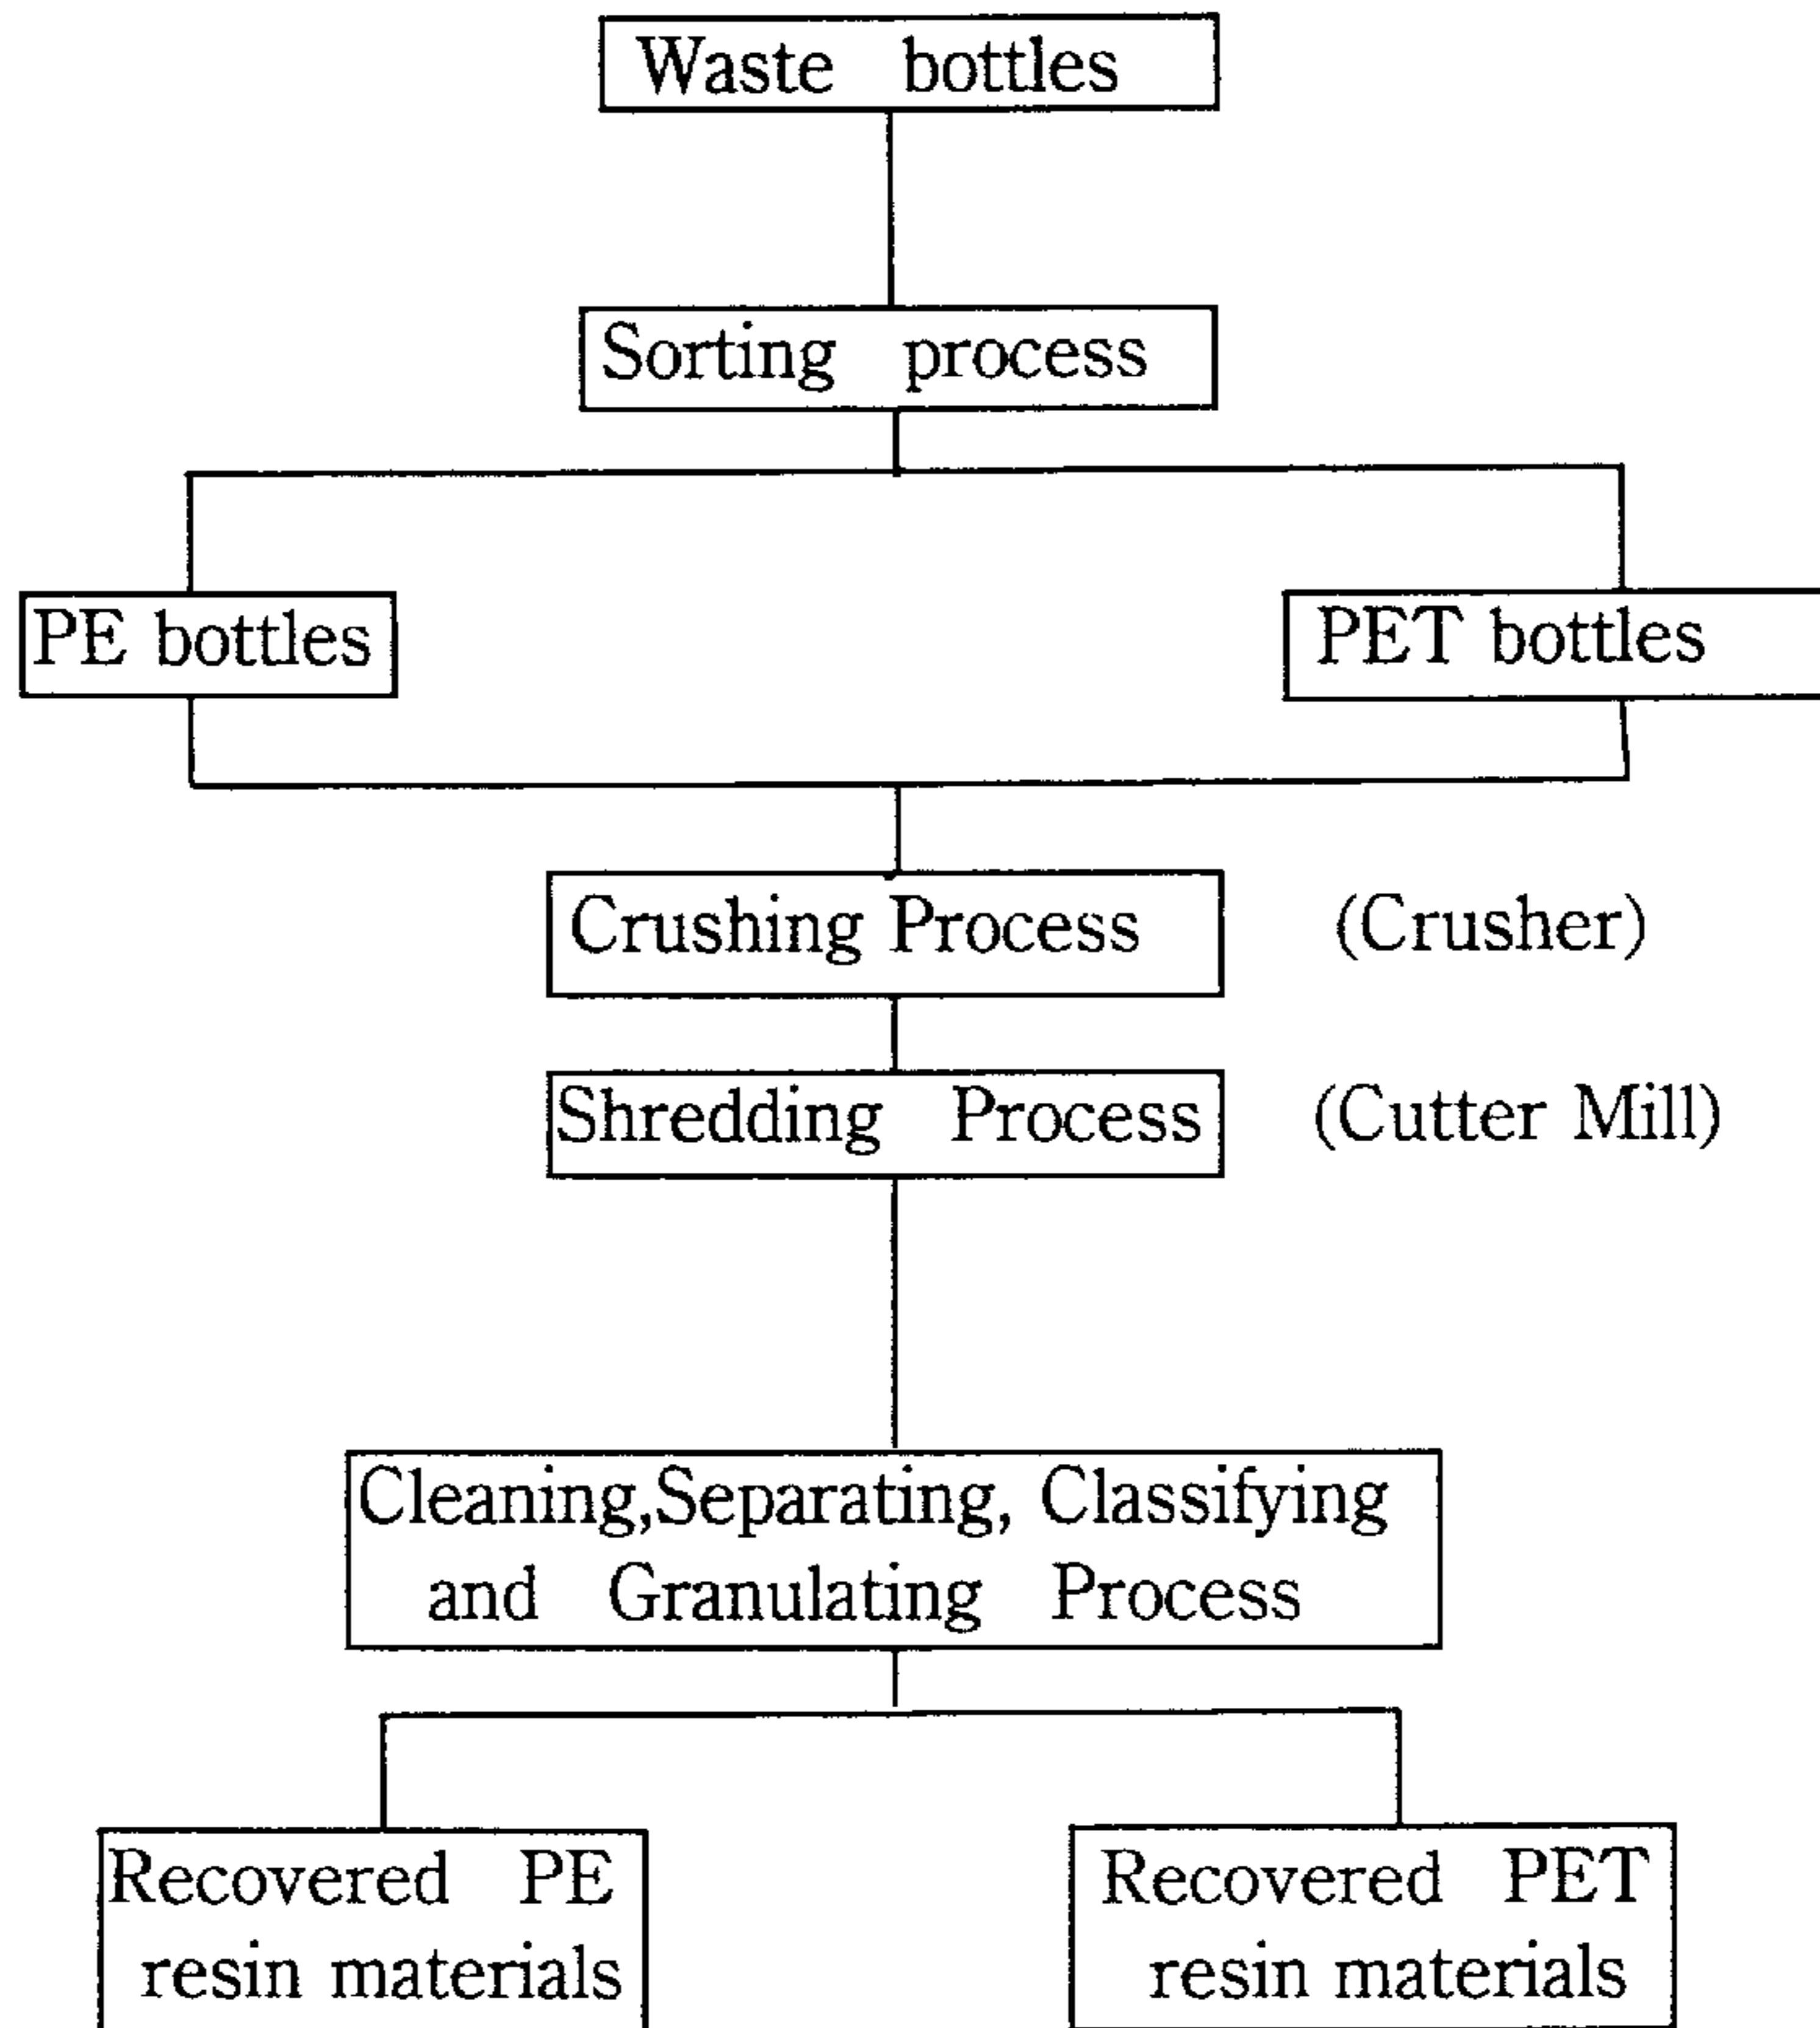 Waste bottles
Sorting process
PE bottles
PET bottles
Crushing Process
(Crusher)
Shredding Process
(Cutter Mill)
Cleaning,Separating, Classifying
and Granulating Process
Recovered PE
resin materials
Recovered PET
resin materials